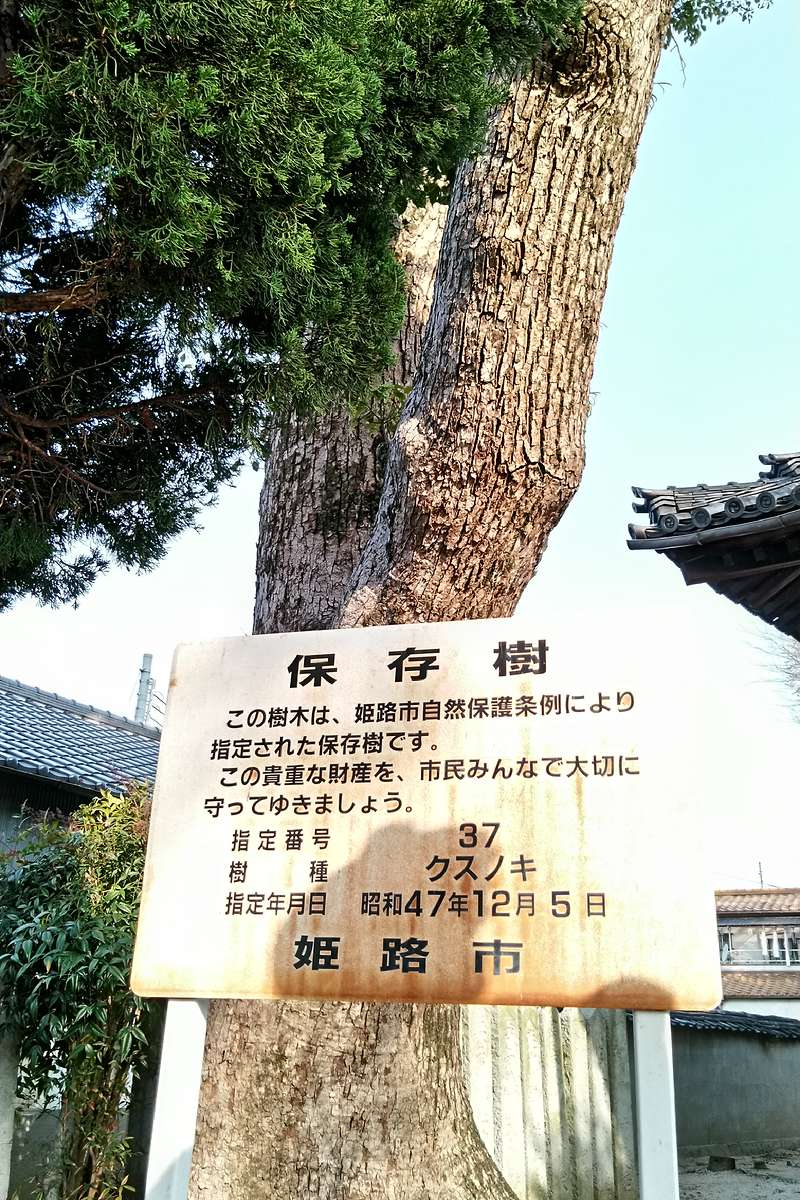 保存樹
この樹木は、姫路市自然保護条例により
指定された保存樹です。
この貴重な財産を、市民みんなで大切に
守ってゆきましょう。
指定番号 37
樹種 クスノキ
指定年月日 昭和47年12月5日
姫路市